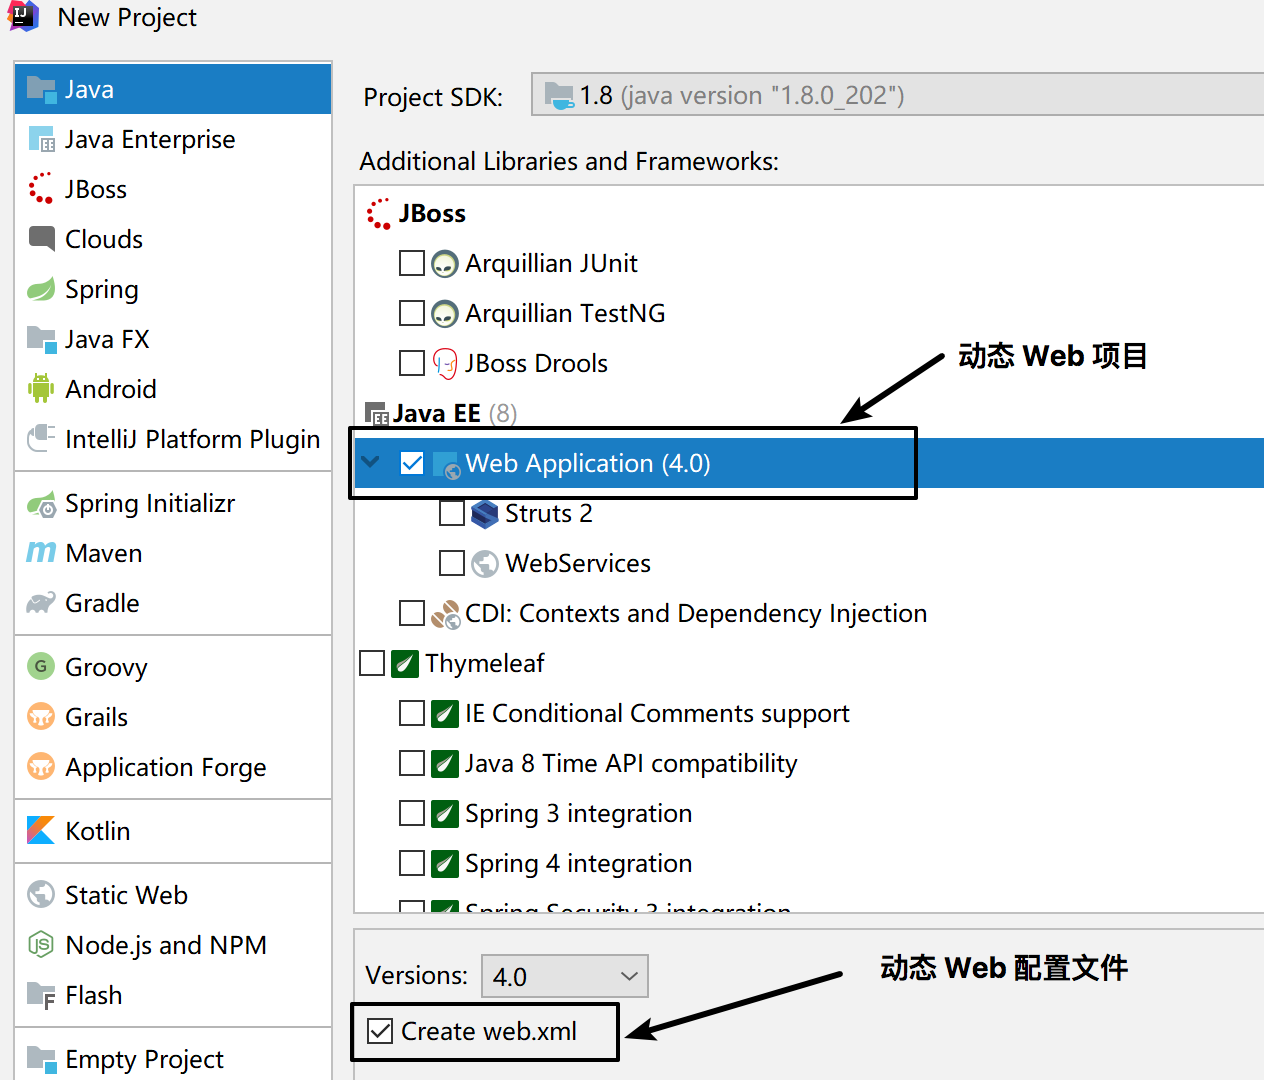 New Project
Java
Java Enterprise
JBoss
Clouds
Spring
Java FX
Android
IntelliJ Platform Plugin
Spring Initializr
Maven
Gradle
Groovy
Grails
Application Forge
Kotlin
Static Web
Node.js and NPM
Flash
Empty Project
Project SDK: 1.8 (java version "1.8.0_202")
Additional Libraries and Frameworks:
JBoss
Arquillian JUnit
Arquillian TestNG
JBoss Drools
动态 Web 项目
Java EE (8)
Web Application (4.0)
Struts 2
WebServices
CDI: Contexts and Dependency Injection
Thymeleaf
IE Conditional Comments support
Java 8 Time API compatibility
Spring 3 integration
Spring 4 integration
Spring Security 3 integration
Versions: 4.0
动态 Web 配置文件
Create web.xml